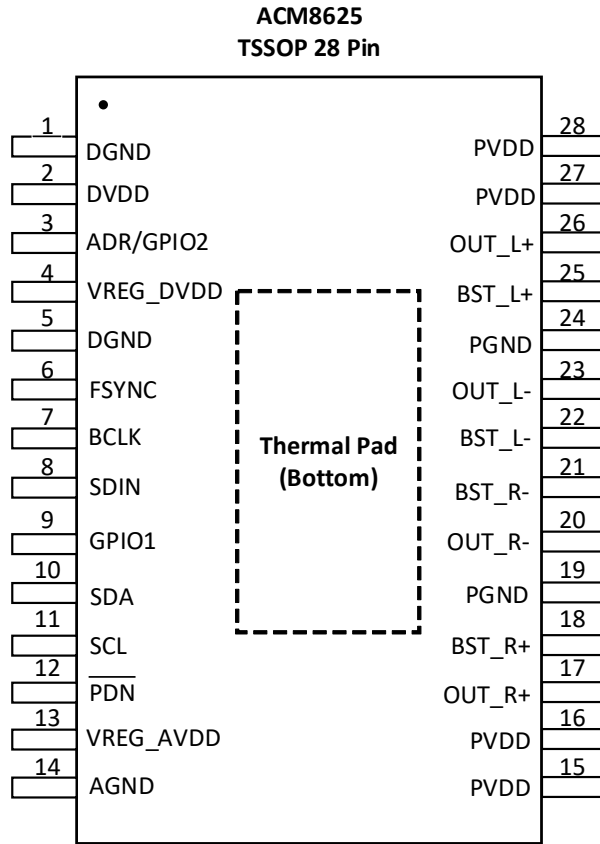 ACM8625
TSSOP 28 Pin
1
DGND
2
DVDD
3
ADR/GPIO2
4
VREG_DVDD
5
DGND
6
FSYNC
7
BCLK
8
SDIN
9
GPIO1
10
SDA
11
SCL
12
PDN
13
VREG_AVDD
14
AGND
Thermal Pad
(Bottom)
28
PVDD
27
PVDD
26
OUT_L+
25
BST_L+
24
PGND
23
OUT_L-
22
BST_L-
21
BST_R-
20
OUT_R-
19
PGND
18
BST_R+
17
OUT_R+
16
PVDD
15
PVDD